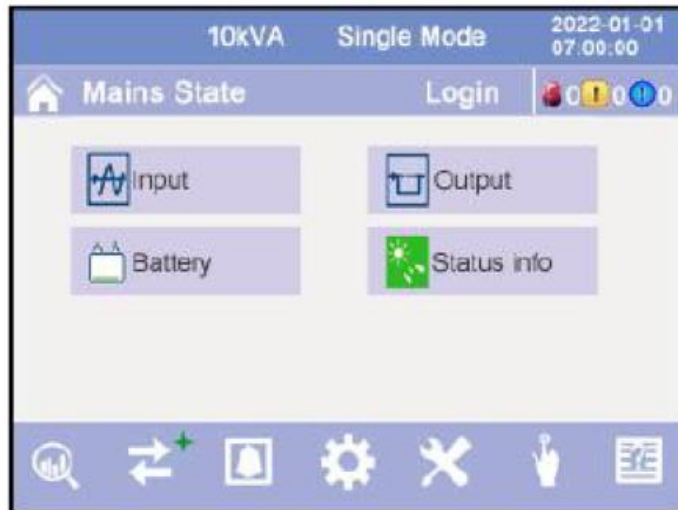 10kVA Single Mode 2022-01-01
07:00:00
Mains State Login 0 0 0
Input Output
Battery Status info